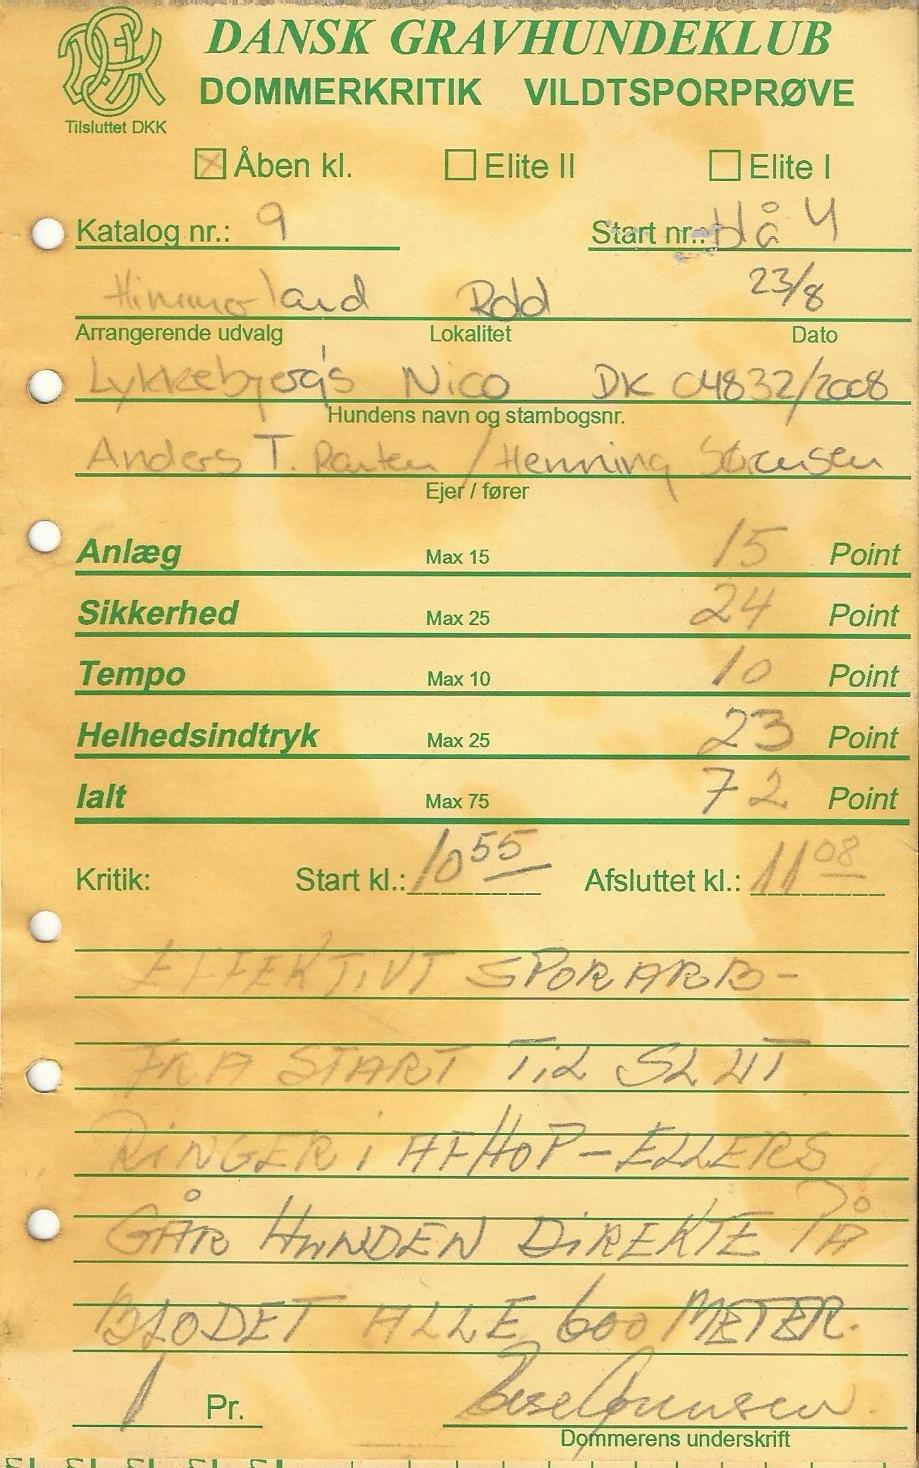 DANSK GRAVHUNDEKLUB
DGK
DOMMERKRITIK VILDTSPORPRØVE
Tilsluttet DKK
Åben kl. Elite II Elite I
Katalog nr.: 9 Start nr.: blå 4
Himmerland Rold 23/8
Arrangerende udvalg Lokalitet Dato
Lykkebjerg's Nico DK 04832/2008
Hundens navn og stambogsnr.
Anders T. / Henning Sørensen
Ejer / fører
Anlæg Max 15 15 Point
Sikkerhed Max 25 24 Point
Tempo Max 10 10 Point
Helhedsindtryk Max 25 23 Point
Ialt Max 75 72 Point
Kritik: Start kl.: 10 55 Afsluttet kl.: 11 08
EFFEKTIVT SPORARB-
FRA START TIL SLUT
RINGER I AFHOP - ELLERS
GÅR HUNDEN DIREKTE PÅ
BLODET ALLE 600 METER.
1 Pr.
Dommerens underskrift